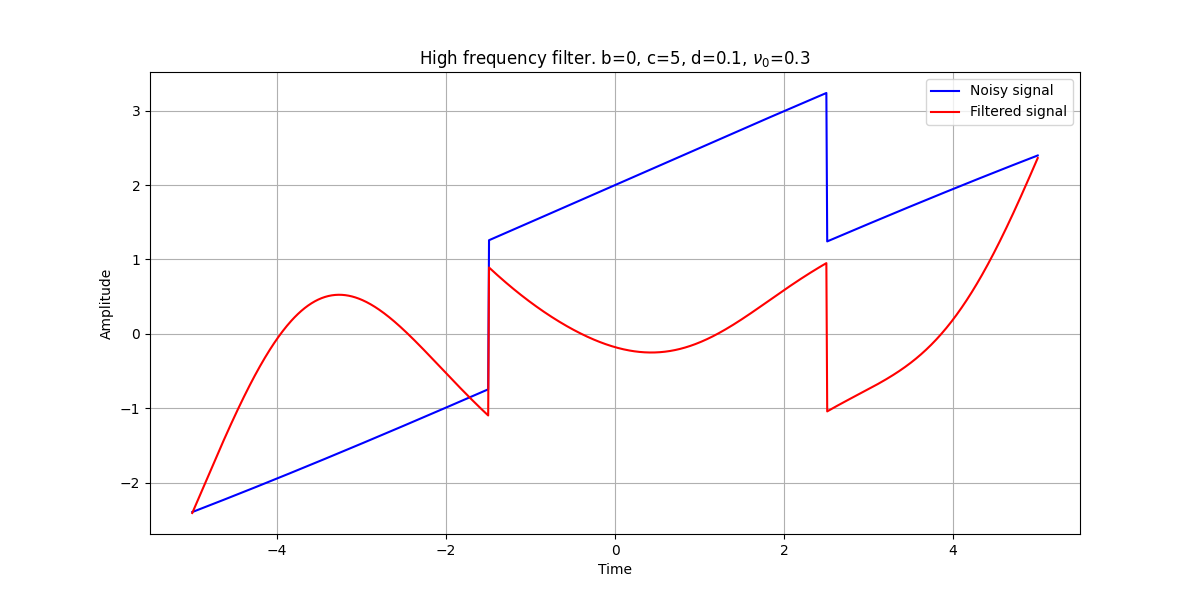 High frequency filter. b=0, c=5, d=0.1, ν₀=0.3
Noisy signal
Filtered signal
Amplitude
3
2
1
0
−1
−2
−4
−2
0
2
4
Time